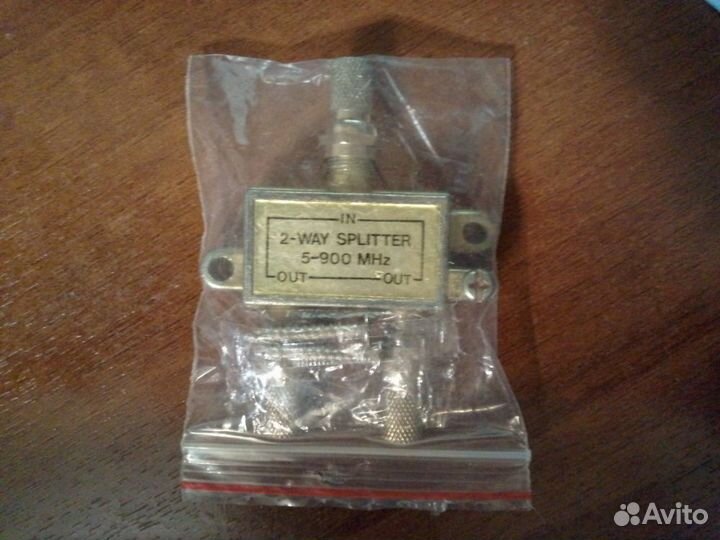 IN
2-WAY SPLITTER
5-900 MHz
OUT OUT
Avito